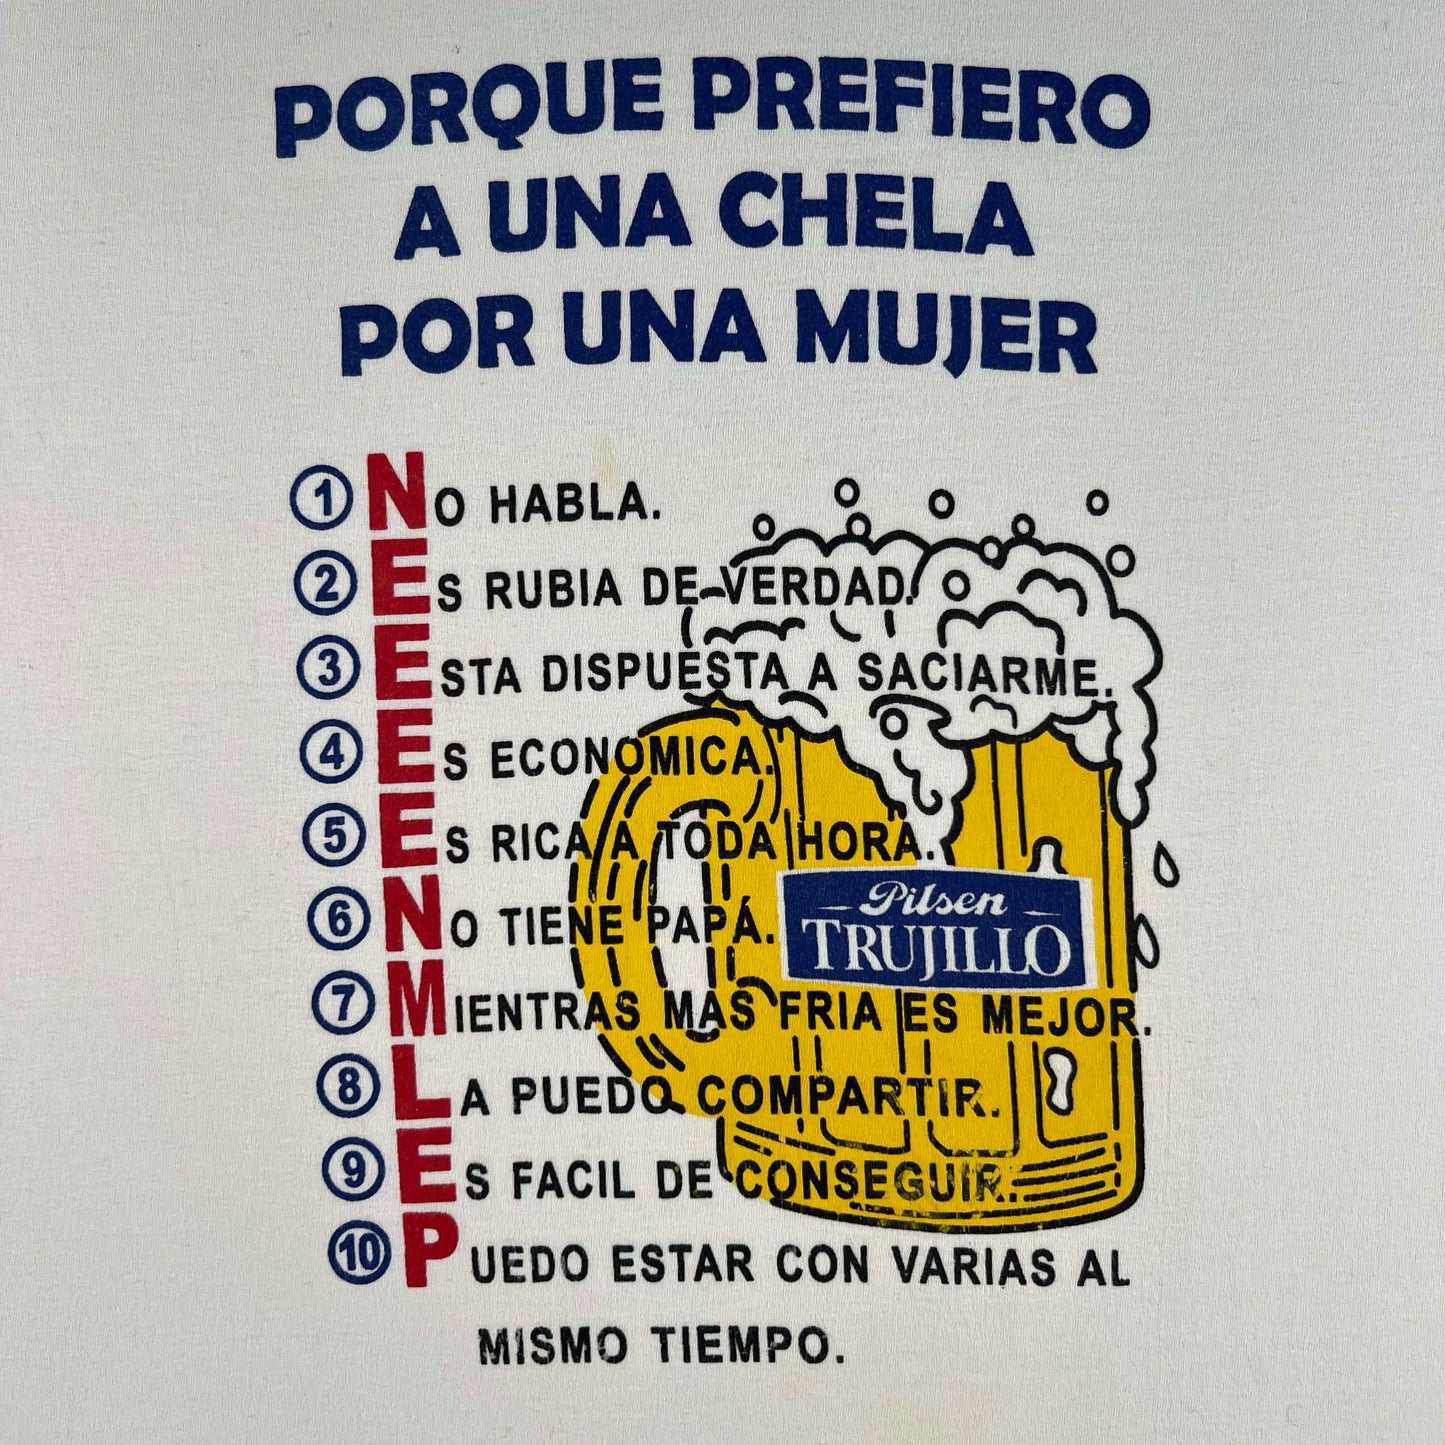 PORQUE PREFIERO
A UNA CHELA
POR UNA MUJER
1 NO HABLA.
2 ES RUBIA DE VERDAD.
3 ESTA DISPUESTA A SACIARME.
4 ES ECONOMICA.
5 ES RICA A TODA HORA.
6 NO TIENE PAPÁ.
Pilsen
TRUJILLO
7 MIENTRAS MAS FRIA ES MEJOR.
8 LA PUEDO COMPARTIR.
9 ES FACIL DE CONSEGUIR.
10 PUEDO ESTAR CON VARIAS AL
MISMO TIEMPO.